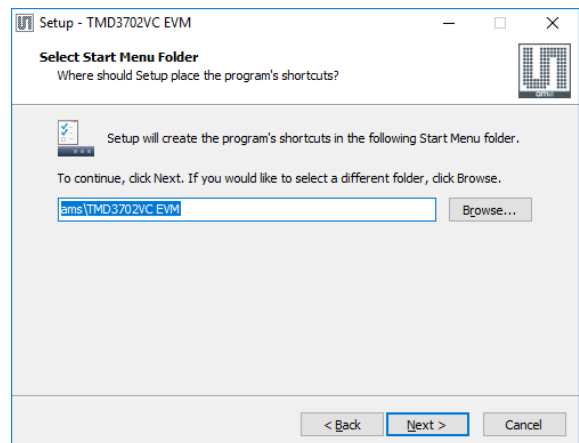 Setup - TMD3702VC EVM
Select Start Menu Folder
Where should Setup place the program's shortcuts?
am
Setup will create the program's shortcuts in the following Start Menu folder.
To continue, click Next. If you would like to select a different folder, click Browse.
ams\TMD3702VC EVM
Browse...
< Back
Next >
Cancel